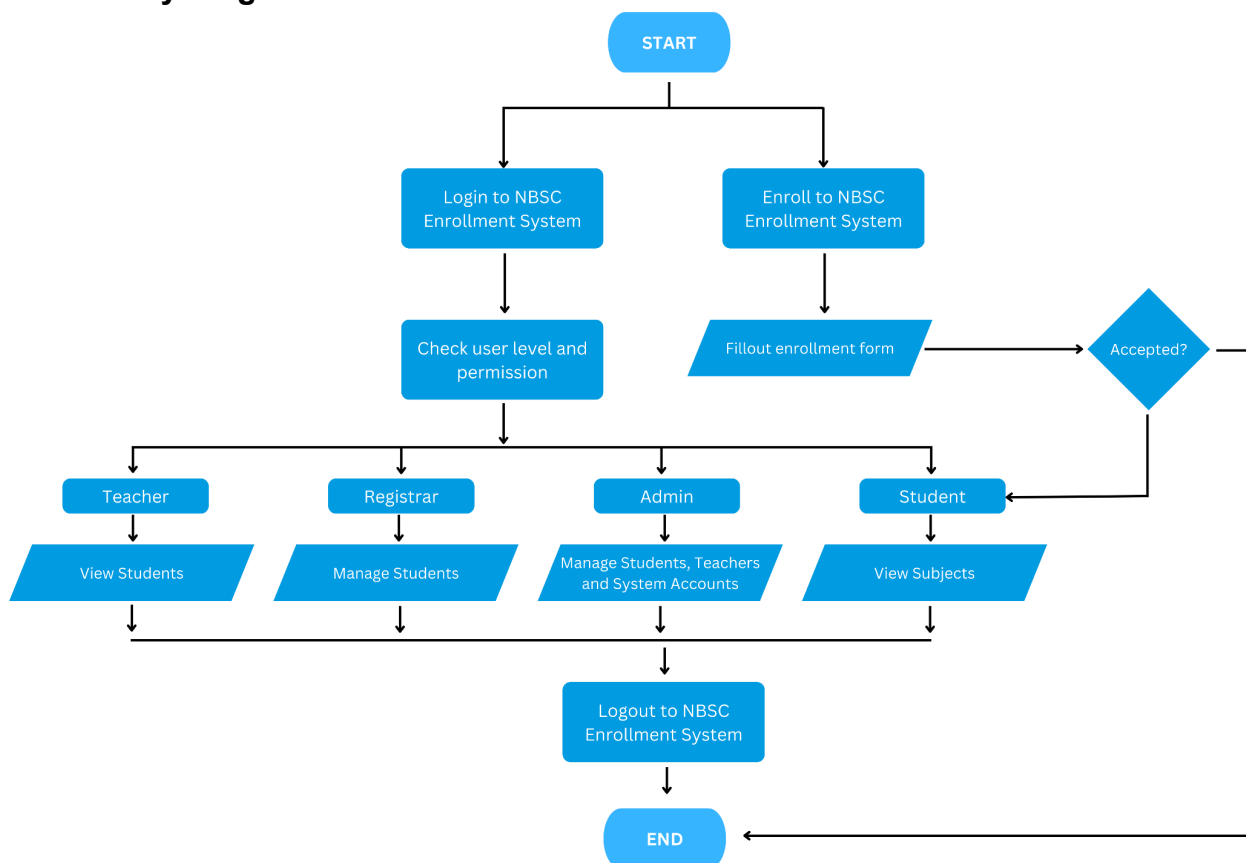 START
Login to NBSC
Enrollment System
Enroll to NBSC
Enrollment System
Check user level and
permission
Fillout enrollment form
Accepted?
Teacher
Registrar
Admin
Student
View Students
Manage Students
Manage Students, Teachers
and System Accounts
View Subjects
Logout to NBSC
Enrollment System
END